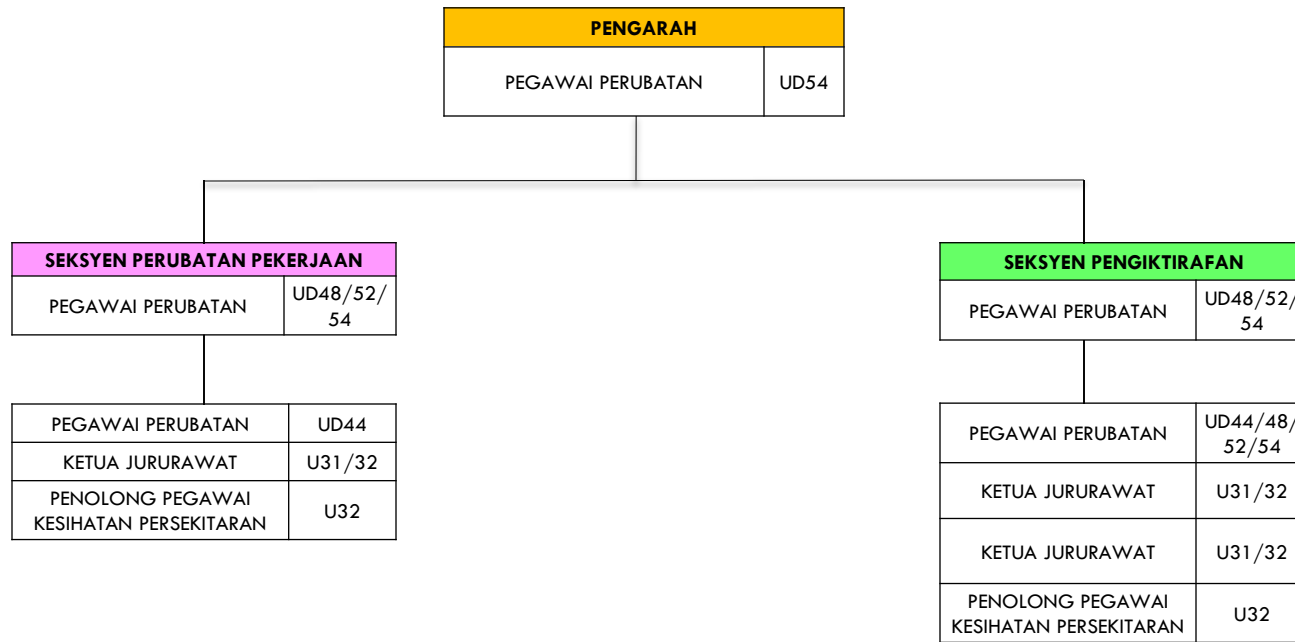 PENGARAH
PEGAWAI PERUBATAN UD54
SEKSYEN PERUBATAN PEKERJAAN
PEGAWAI PERUBATAN UD48/52/
54
PEGAWAI PERUBATAN UD44
KETUA JURURAWAT U31/32
PENOLONG PEGAWAI
KESIHATAN PERSEKITARAN U32
SEKSYEN PENGIKTIRAFAN
PEGAWAI PERUBATAN UD48/52/
54
PEGAWAI PERUBATAN UD44/48/
52/54
KETUA JURURAWAT U31/32
KETUA JURURAWAT U31/32
PENOLONG PEGAWAI
KESIHATAN PERSEKITARAN U32